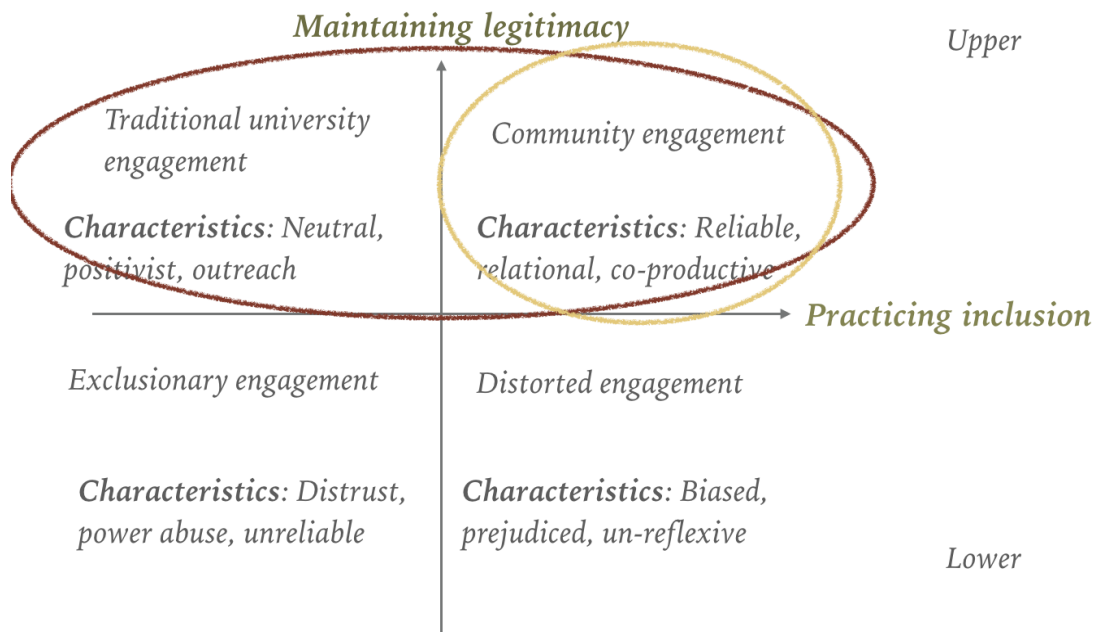 Maintaining legitimacy
Upper
Traditional university
engagement
Community engagement
Characteristics: Neutral,
positivist, outreach
Characteristics: Reliable,
relational, co-productive
Practicing inclusion
Exclusionary engagement
Distorted engagement
Characteristics: Distrust,
power abuse, unreliable
Characteristics: Biased,
prejudiced, un-reflexive
Lower